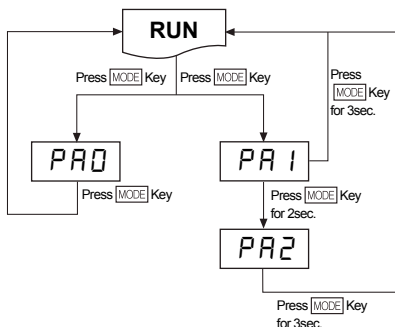 RUN
Press MODE Key
Press MODE Key
Press
MODE Key
for 3sec.
PA0
PA1
Press MODE Key
Press MODE Key
for 2sec.
PA2
Press MODE Key
for 3sec.